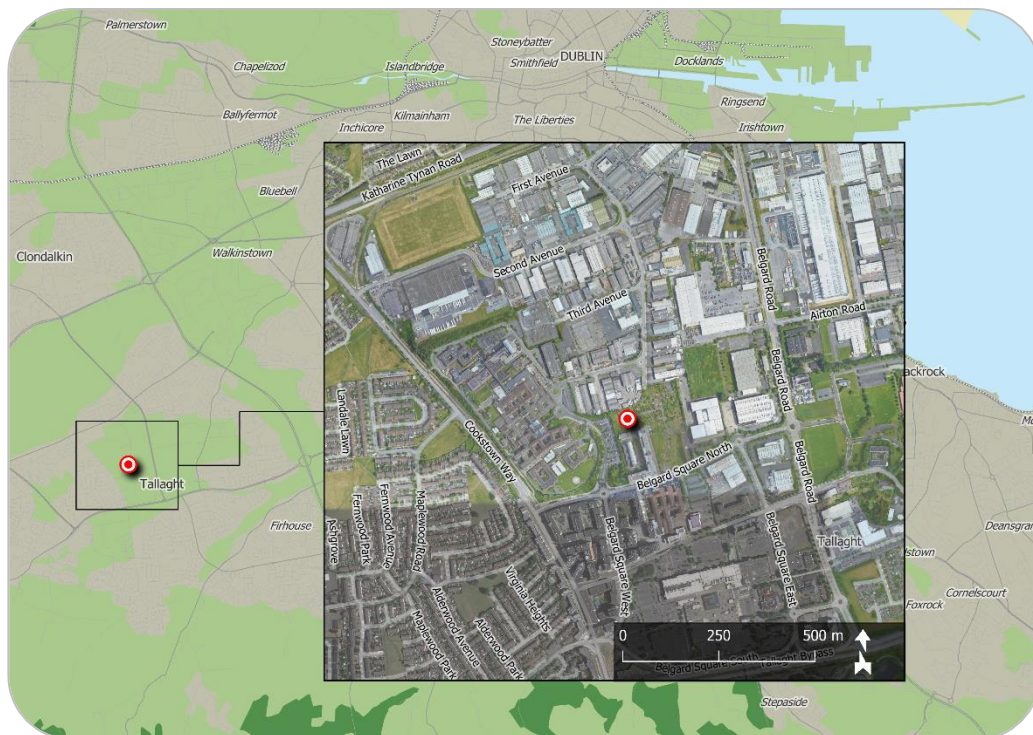 Palmerstown
Stoneybatter
DUBLIN
Chapelizod
Islandbridge
Smithfield
Docklands
Ballyfermot
Kilmainham
Ringsend
Inchicore
The Liberties
Irishtown
Bluebell
Walkinstown
Clondalkin
Tallaght
Firhouse
The Lawn
Katharine Tynan Road
First Avenue
Second Avenue
Third Avenue
Belgard Road
Airton Road
Belgard Road
Landale Lawn
Cookstown Way
Belgard Square North
Belgard Road
Fernwood Avenue
Maplewood Road
Fernwood Park
Ashgrove
Belgard Square West
Belgard Square East
Tallaght
Virginia Heights
Alderwood Avenue
Alderwood Park
Maplewood Park
0 250 500 m
Belgard Square South
Tallaght Bypass
ackrock
Deansgran
Cornelscourt
Foxrock
Stepaside